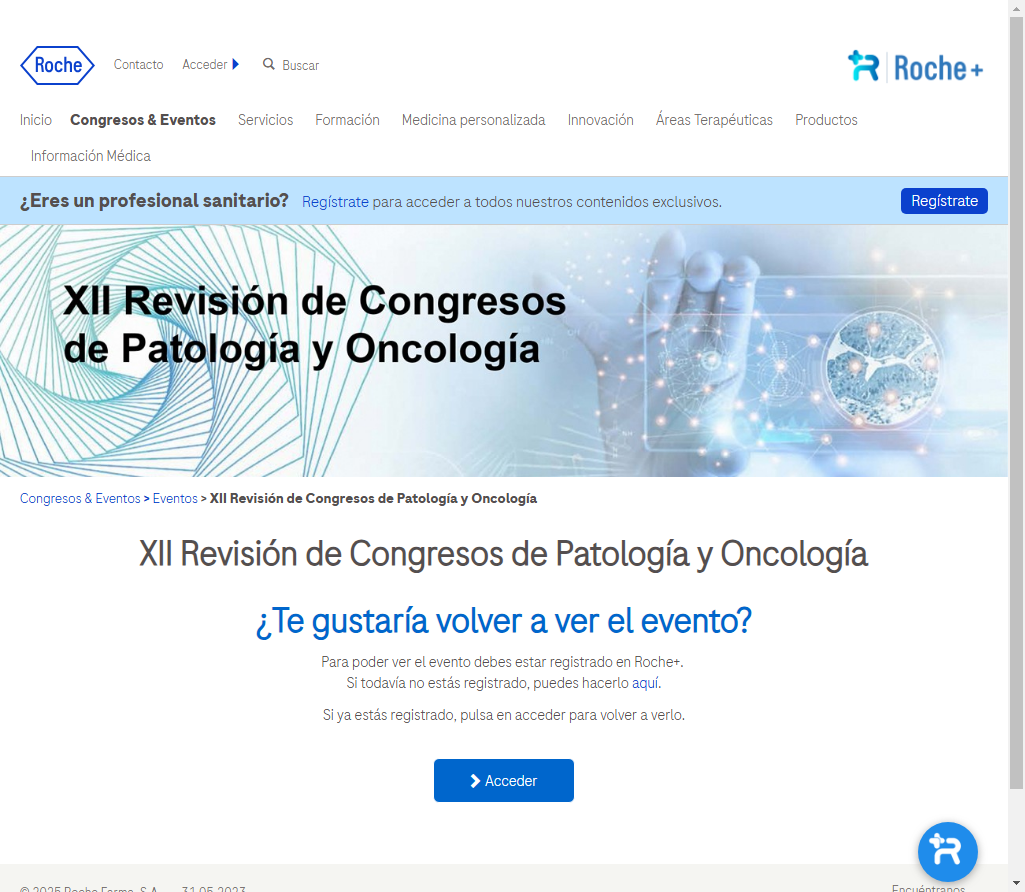 Roche
Contacto
Acceder
Buscar
Roche+
Inicio
Congresos & Eventos
Servicios
Formación
Medicina personalizada
Innovación
Áreas Terapéuticas
Productos
Información Médica
¿Eres un profesional sanitario? Regístrate para acceder a todos nuestros contenidos exclusivos.
Regístrate
XII Revisión de Congresos
de Patología y Oncología
Congresos & Eventos > Eventos > XII Revisión de Congresos de Patología y Oncología
XII Revisión de Congresos de Patología y Oncología
¿Te gustaría volver a ver el evento?
Para poder ver el evento debes estar registrado en Roche+.
Si todavía no estás registrado, puedes hacerlo aquí.
Si ya estás registrado, pulsa en acceder para volver a verlo.
Acceder
© 2025 Roche Farma, S.A. 31.05.2023
Encuéntranos